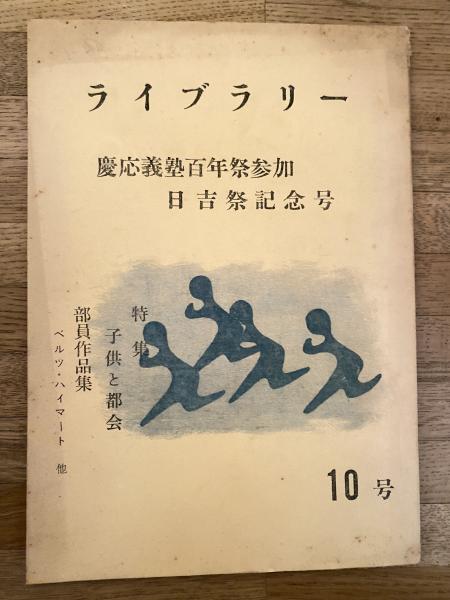 ライブラリー
慶応義塾百年祭参加
日吉祭記念号
特集
子供と都会
部員作品集
ベルツ・ハイマート 他
10号